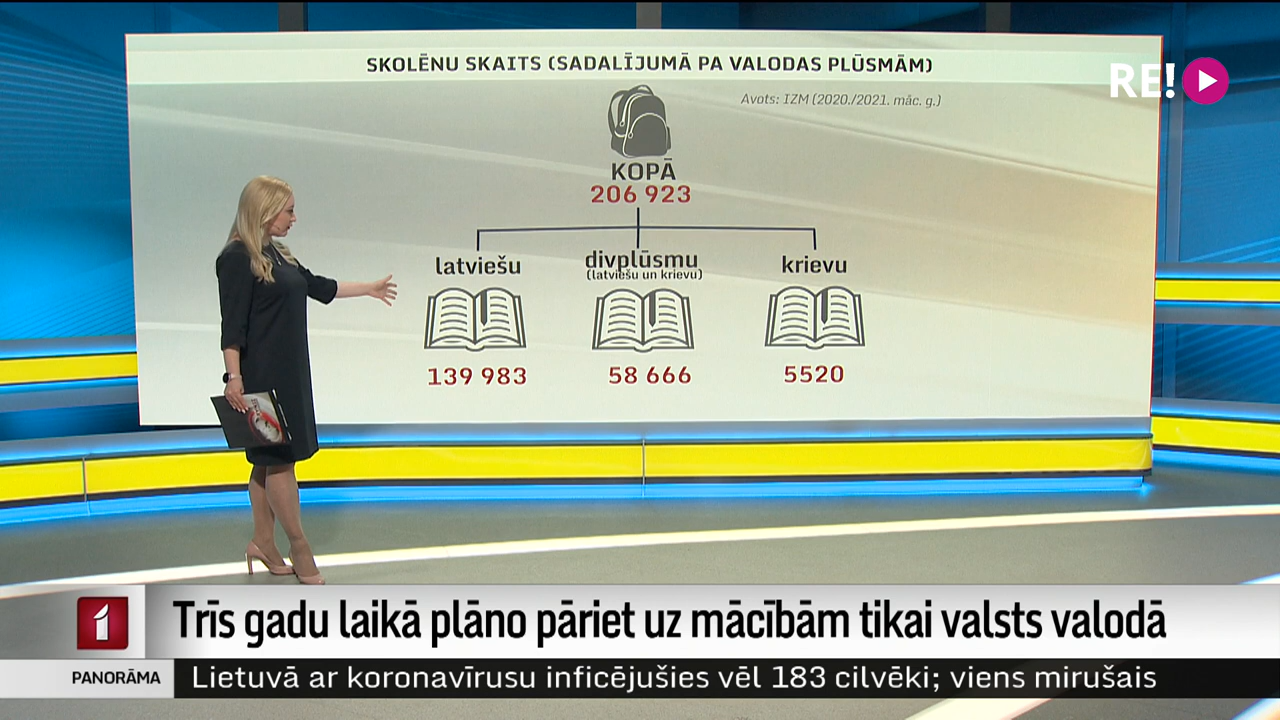 SKOLĒNU SKAITS (SADALĪJUMĀ PA VALODAS PLŪSMĀM)
RE!
Avots: IZM (2020./2021. māc. g.)
KOPĀ
206 923
latviešu
divplūsmu
(latviešu un krievu)
krievu
139 983
58 666
5520
1
Trīs gadu laikā plāno pāriet uz mācībām tikai valsts valodā
PANORĀMA
Lietuvā ar koronavīrusu inficējušies vēl 183 cilvēki; viens mirušais